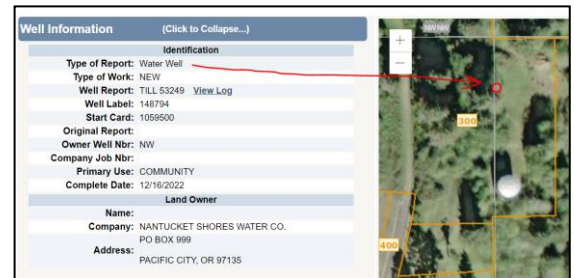 Well Information (Click to Collapse...)
Identification
Type of Report: Water Well
Type of Work: NEW
Well Report: TILL 53249 View Log
Well Label: 148794
Start Card: 1059500
Original Report:
Owner Well Nbr: NW
Company Job Nbr:
Primary Use: COMMUNITY
Complete Date: 12/16/2022
Land Owner
Name:
Company: NANTUCKET SHORES WATER CO.
Address: PO BOX 999
PACIFIC CITY, OR 97135
+
−
NWNW
300
400